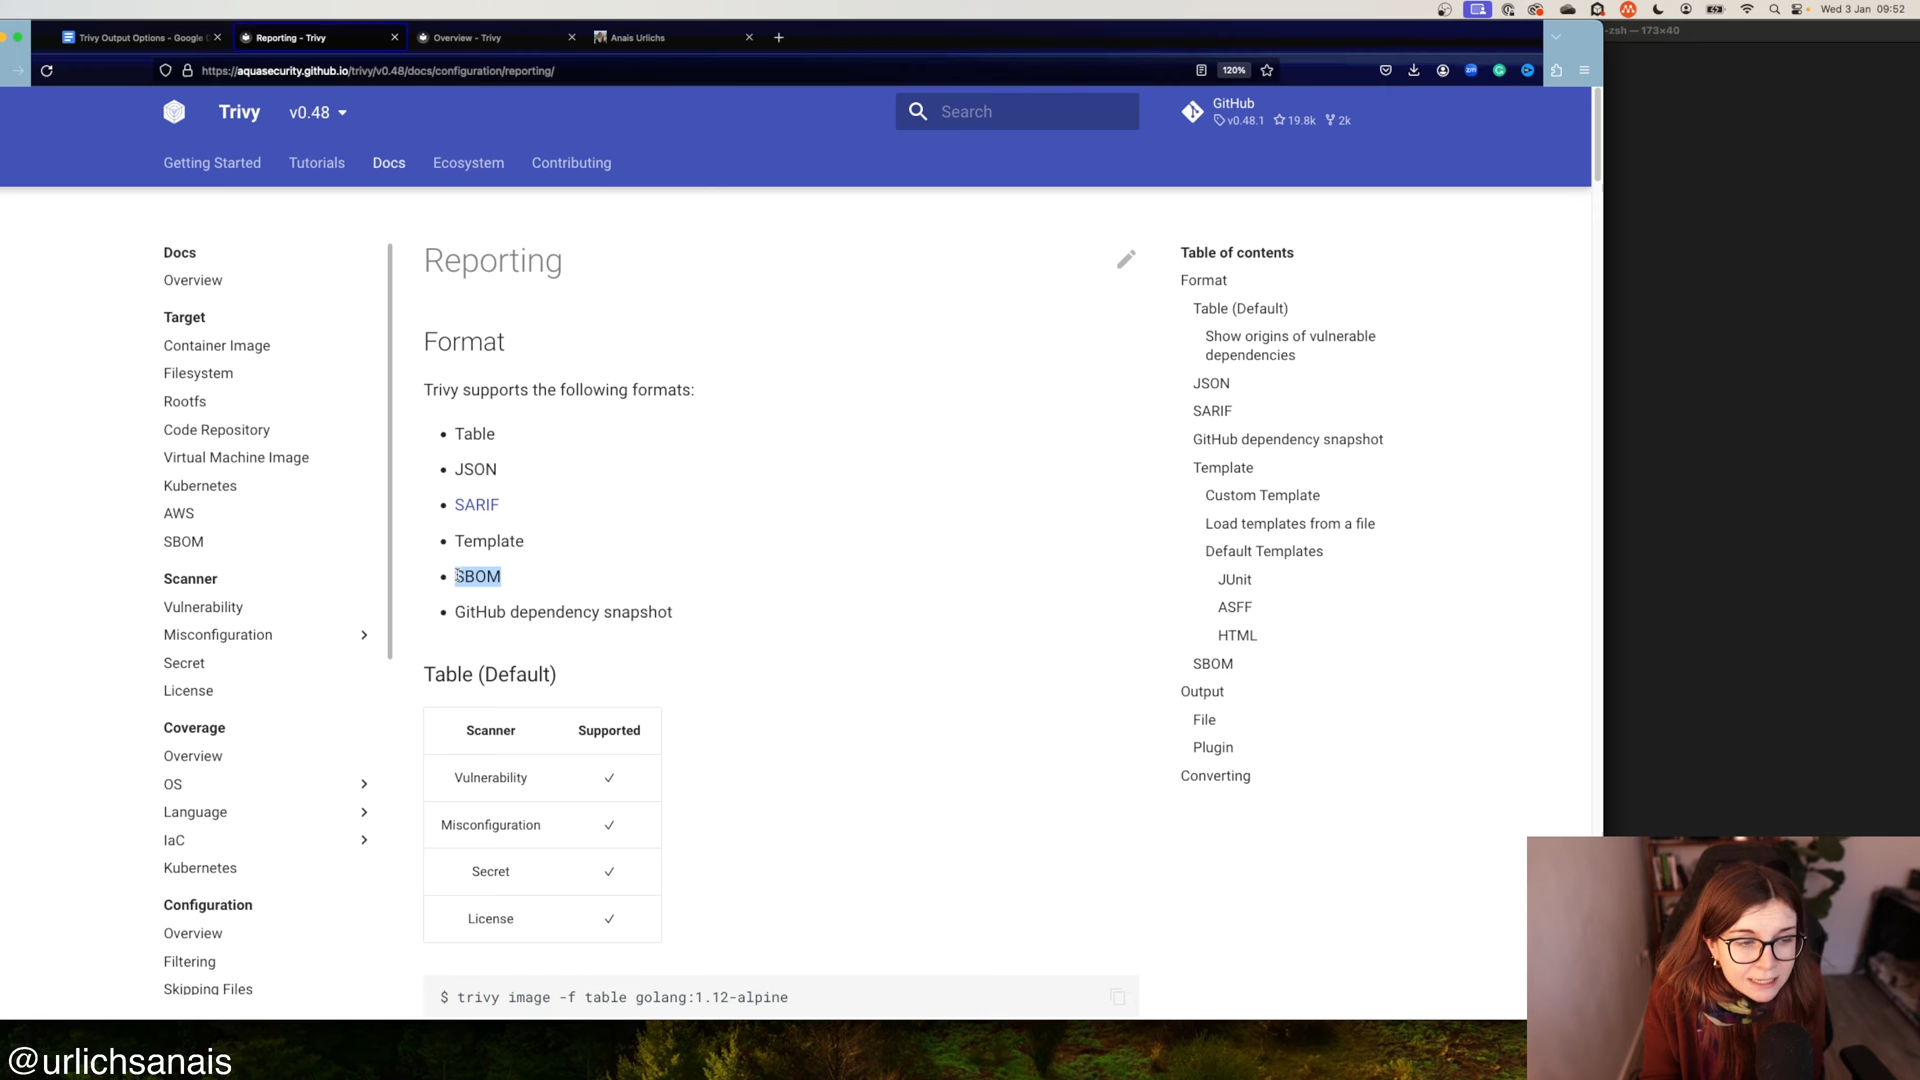 -zsh — 173×40
Wed 3 Jan 09:52
Trivy Output Options - Google D
Reporting - Trivy
Overview - Trivy
Anais Urlichs
https://aquasecurity.github.io/trivy/v0.48/docs/configuration/reporting/
120%
Trivy
v0.48
Search
GitHub
v0.48.1 19.8k 2k
Getting Started
Tutorials
Docs
Ecosystem
Contributing
Docs
Overview
Target
Container Image
Filesystem
Rootfs
Code Repository
Virtual Machine Image
Kubernetes
AWS
SBOM
Scanner
Vulnerability
Misconfiguration
Secret
License
Coverage
Overview
OS
Language
IaC
Kubernetes
Configuration
Overview
Filtering
Skipping Files
Reporting
Format
Trivy supports the following formats:
• Table
• JSON
• SARIF
• Template
• SBOM
• GitHub dependency snapshot
Table (Default)
Scanner Supported
Vulnerability ✓
Misconfiguration ✓
Secret ✓
License ✓
$ trivy image -f table golang:1.12-alpine
Table of contents
Format
Table (Default)
Show origins of vulnerable
dependencies
JSON
SARIF
GitHub dependency snapshot
Template
Custom Template
Load templates from a file
Default Templates
JUnit
ASFF
HTML
SBOM
Output
File
Plugin
Converting
@urlichsanais